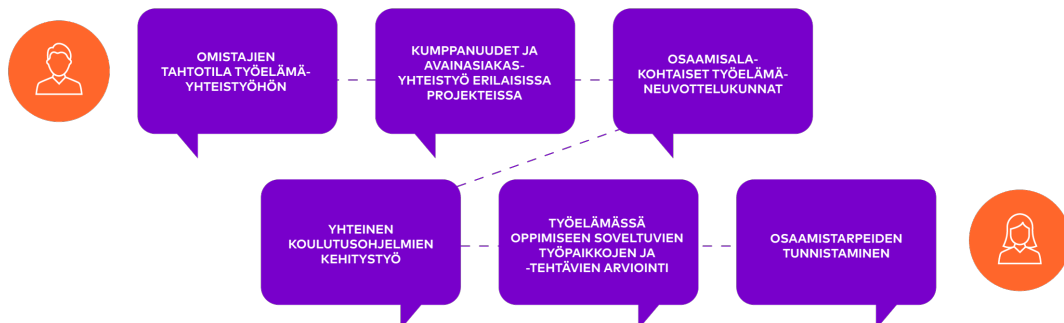 OMISTAJIEN
TAHTOTILA TYÖELÄMÄ-
YHTEISTYÖHÖN
KUMPPANUUDET JA
AVAINASIAKAS-
YHTEISTYÖ ERILAISISSA
PROJEKTEISSA
OSAAMISALA-
KOHTAISET TYÖELÄMÄ-
NEUVOTTELUKUNNAT
YHTEINEN
KOULUTUSOHJELMIEN
KEHITYSTYÖ
TYÖELÄMÄSSÄ
OPPIMISEEN SOVELTUVIEN
TYÖPAIKKOJEN JA
-TEHTÄVIEN ARVIOINTI
OSAAMISTARPEIDEN
TUNNISTAMINEN